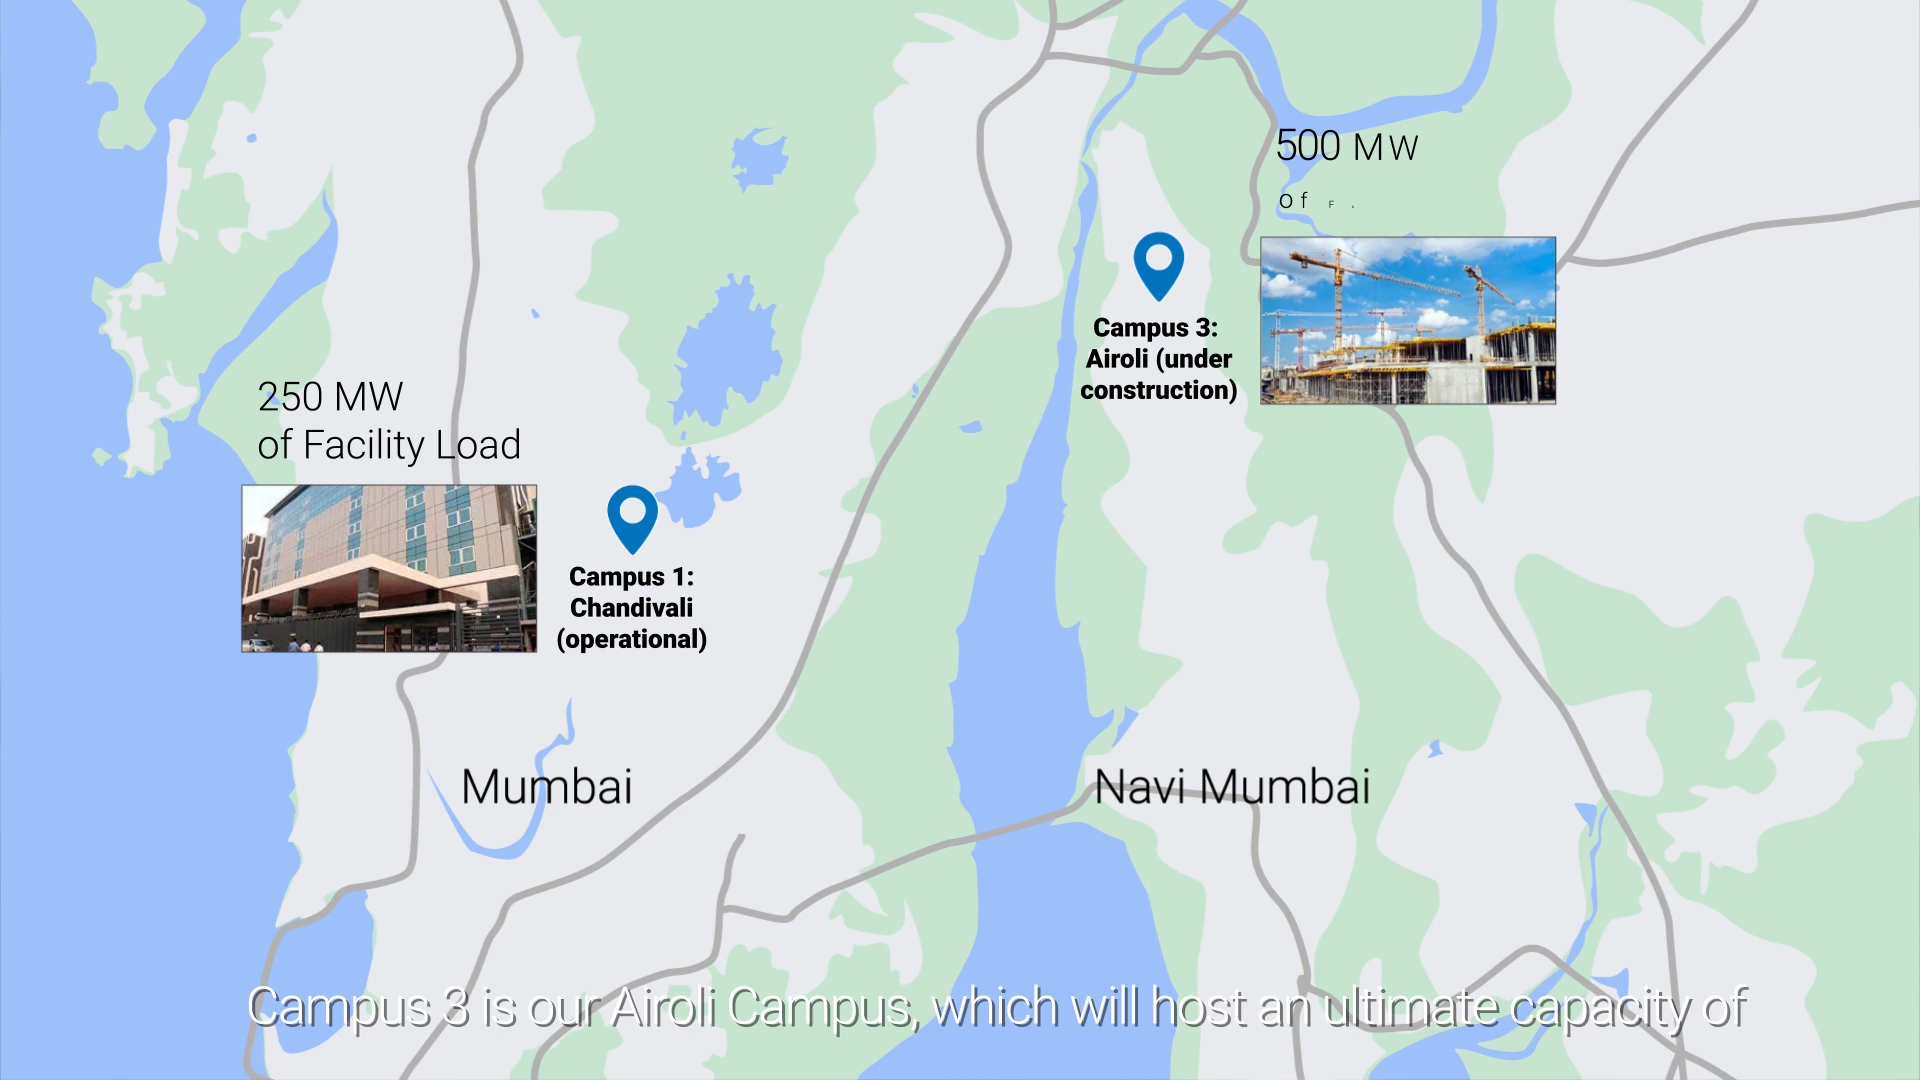 500 MW
Of F
250 MW
of Facility Load
Campus 3:
Airoli (under
construction)
Campus 1:
Chandivali
(operational)
Mumbai
Navi Mumbai
Campus 3 is our Airoli Campus, which will host an ultimate capacity of